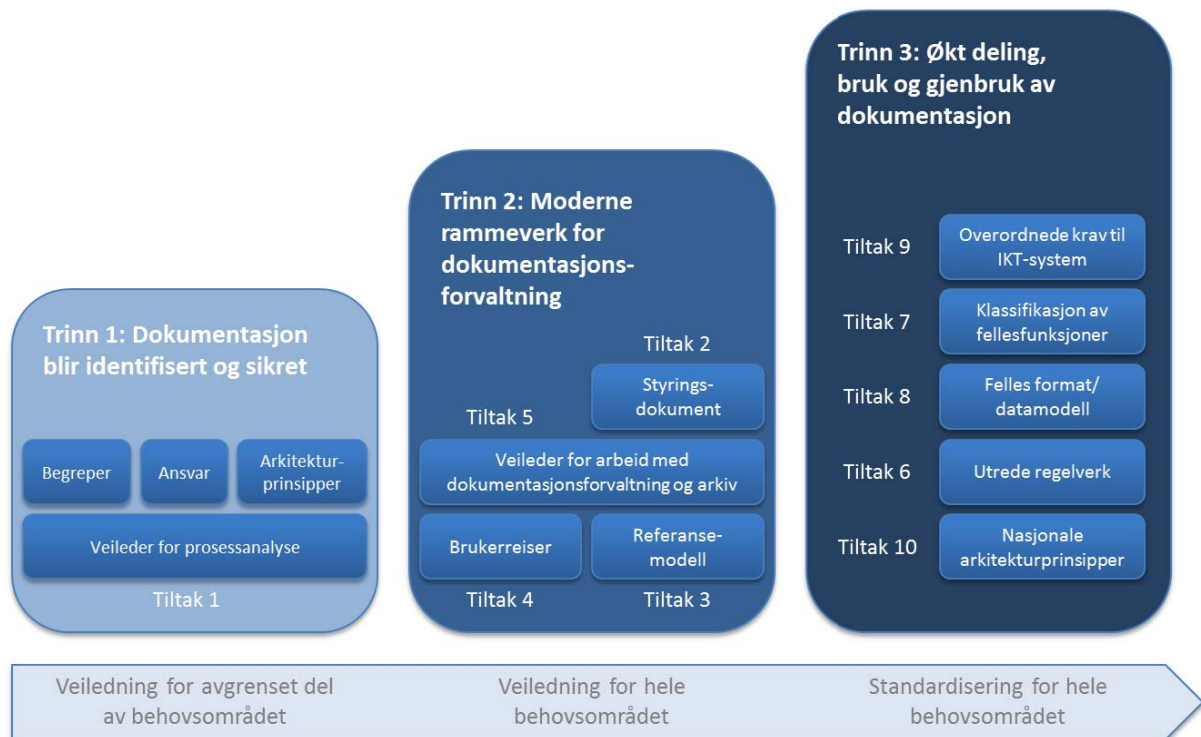 Trinn 1: Dokumentasjon
blir identifisert og sikret
Begreper
Ansvar
Arkitektur-
prinsipper
Veileder for prosessanalyse
Tiltak 1
Trinn 2: Moderne
rammeverk for
dokumentasjons-
forvaltning
Tiltak 2
Styrings-
dokument
Tiltak 5
Veileder for arbeid med
dokumentasjonsforvaltning og arkiv
Brukerreiser
Referanse-
modell
Tiltak 4
Tiltak 3
Trinn 3: Økt deling,
bruk og gjenbruk av
dokumentasjon
Tiltak 9
Overordnede krav til
IKT-system
Tiltak 7
Klassifikasjon av
fellesfunksjoner
Tiltak 8
Felles format/
datamodell
Tiltak 6
Utrede regelverk
Tiltak 10
Nasjonale
arkitekturprinsipper
Veiledning for avgrenset del
av behovsområdet
Veiledning for hele
behovsområdet
Standardisering for hele
behovsområdet